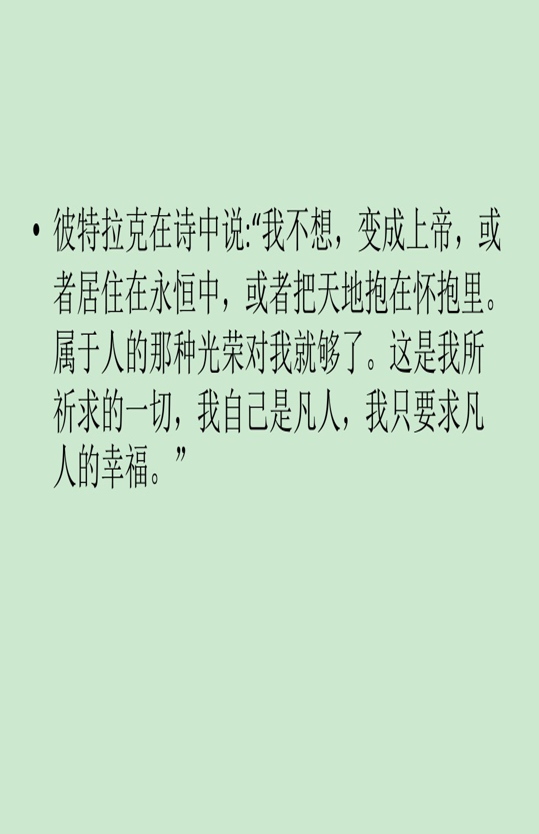 • 彼特拉克在诗中说:“我不想，变成上帝，或
者居住在永恒中，或者把天地抱在怀抱里。
属于人的那种光荣对我就够了。这是我所
祈求的一切，我自己是凡人，我只要求凡
人的幸福。”